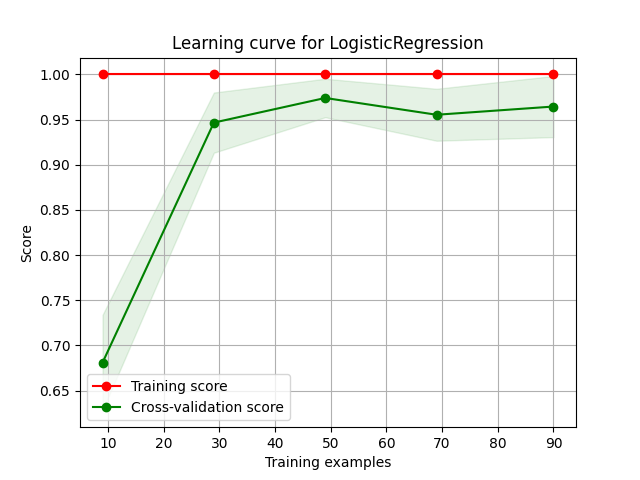 Learning curve for LogisticRegression
1.00
0.95
0.90
0.85
0.80
0.75
0.70
0.65
Score
Training score
Cross-validation score
10 20 30 40 50 60 70 80 90
Training examples